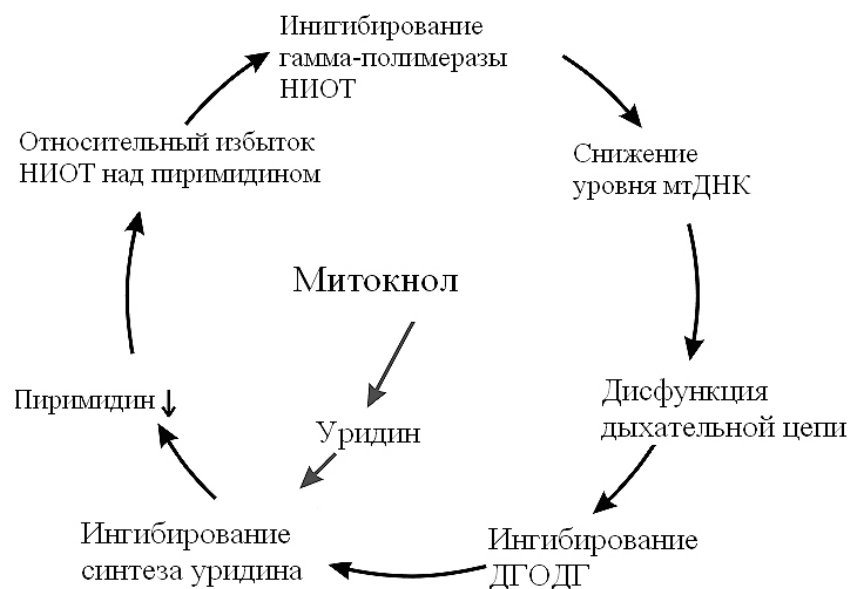 Инигибирование
гамма-полимеразы
НИОТ
Снижение
уровня мтДНК
Дисфункция
дыхательной цепи
Ингибирование
ДГОДГ
Ингибирование
синтеза уридина
Пиримидин
Относительный избыток
НИОТ над пиримидином
Митокнол
Уридин